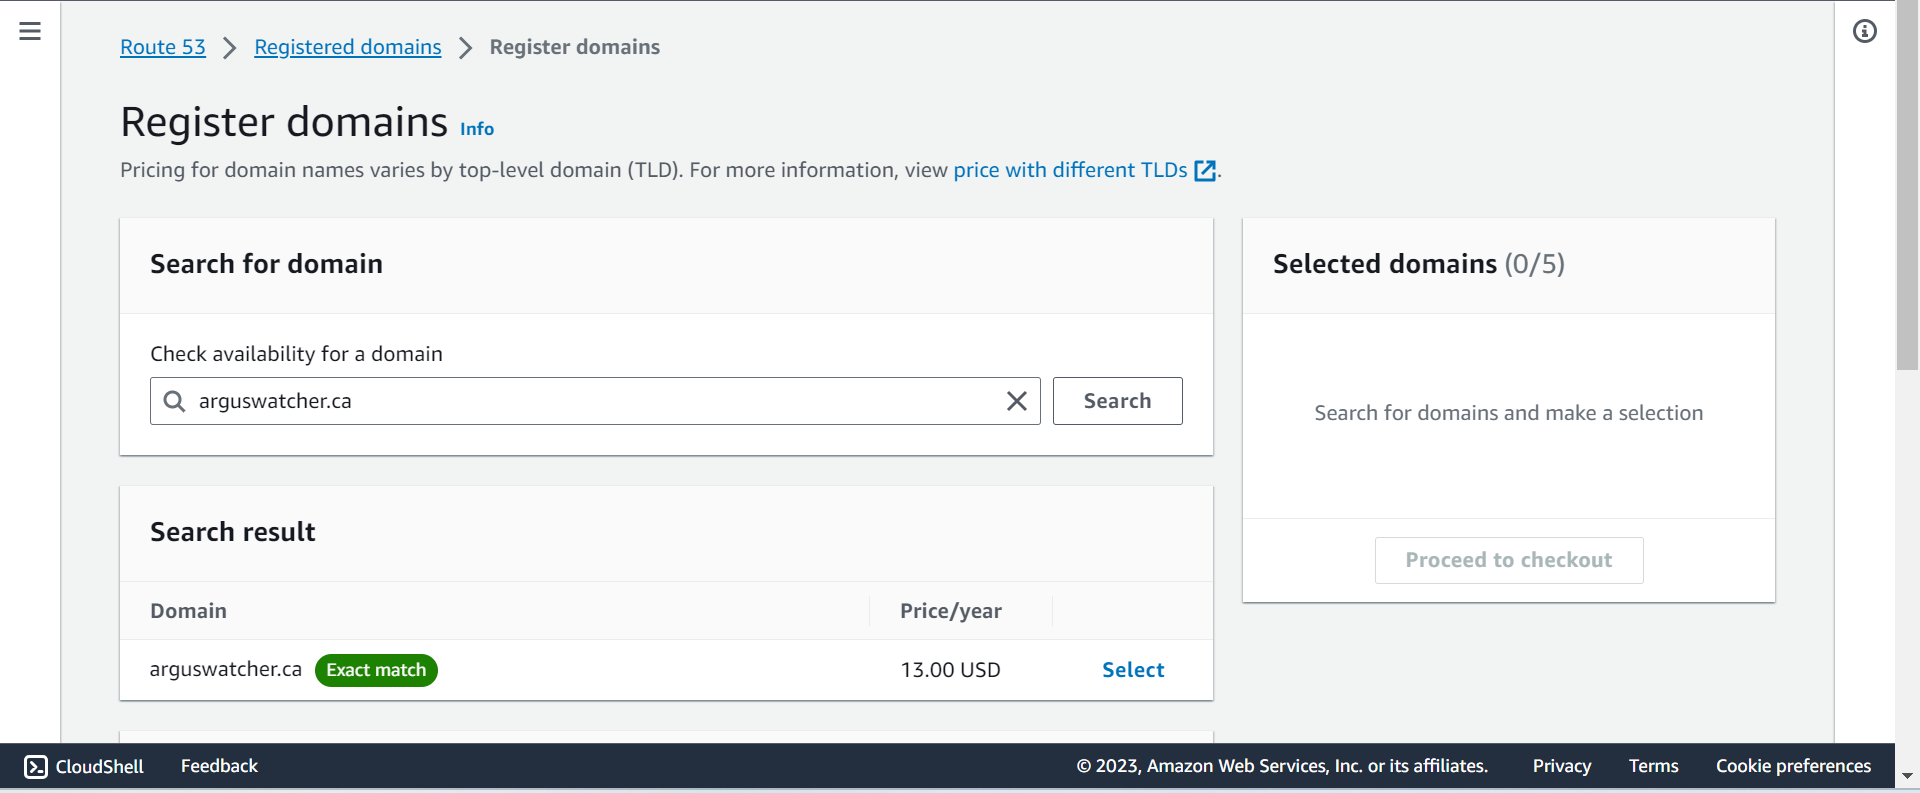 Route 53 Registered domains Register domains
Register domains Info
Pricing for domain names varies by top-level domain (TLD). For more information, view price with different TLDs.
Search for domain
Check availability for a domain
arguswatcher.ca Search
Search result
Domain Price/year
arguswatcher.ca Exact match 13.00 USD Select
Selected domains (0/5)
Search for domains and make a selection
Proceed to checkout
CloudShell Feedback © 2023, Amazon Web Services, Inc. or its affiliates. Privacy Terms Cookie preferences